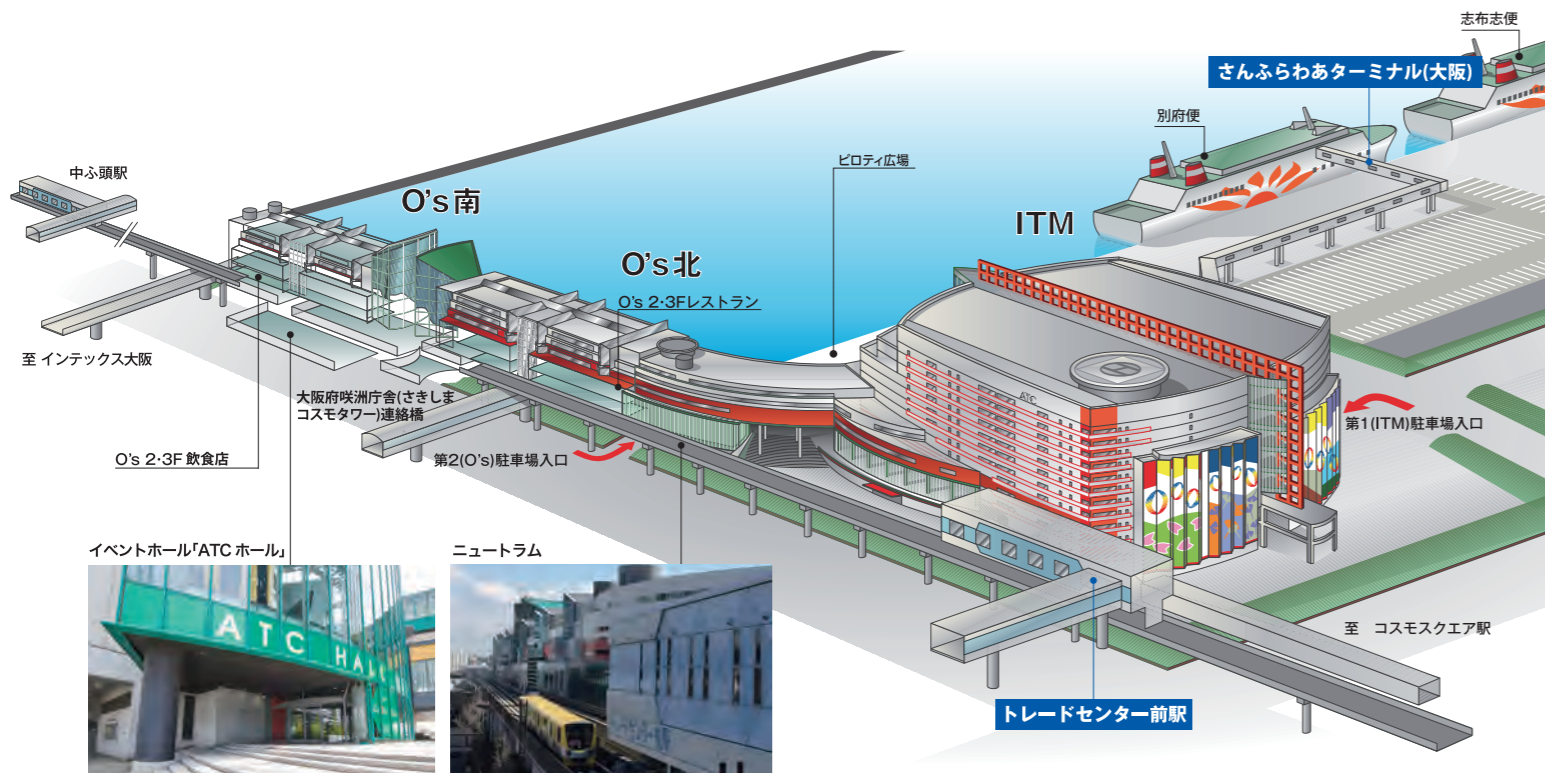 志布志便
さんふらわあターミナル(大阪)
別府便
ピロティ広場
中ふ頭駅
O's南
ITM
O's北
O's 2・3Fレストラン
至 インテックス大阪
大阪府咲洲庁舎(さきしま
コスモタワー)連絡橋
ATC
第1(ITM)駐車場入口
O's 2・3F 飲食店
第2(O's)駐車場入口
イベントホール「ATC ホール」
ニュートラム
ATC HALL
至 コスモスクエア駅
トレードセンター前駅